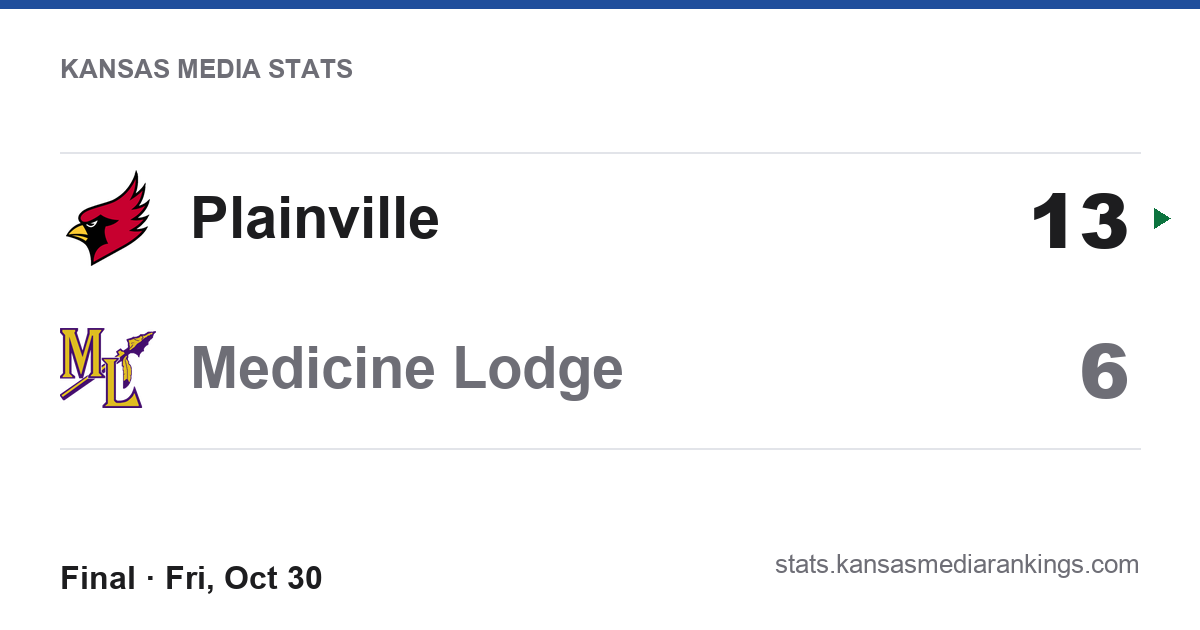 KANSAS MEDIA STATS
Plainville 13
ML
Medicine Lodge 6
Final · Fri, Oct 30
stats.kansasmediarankings.com